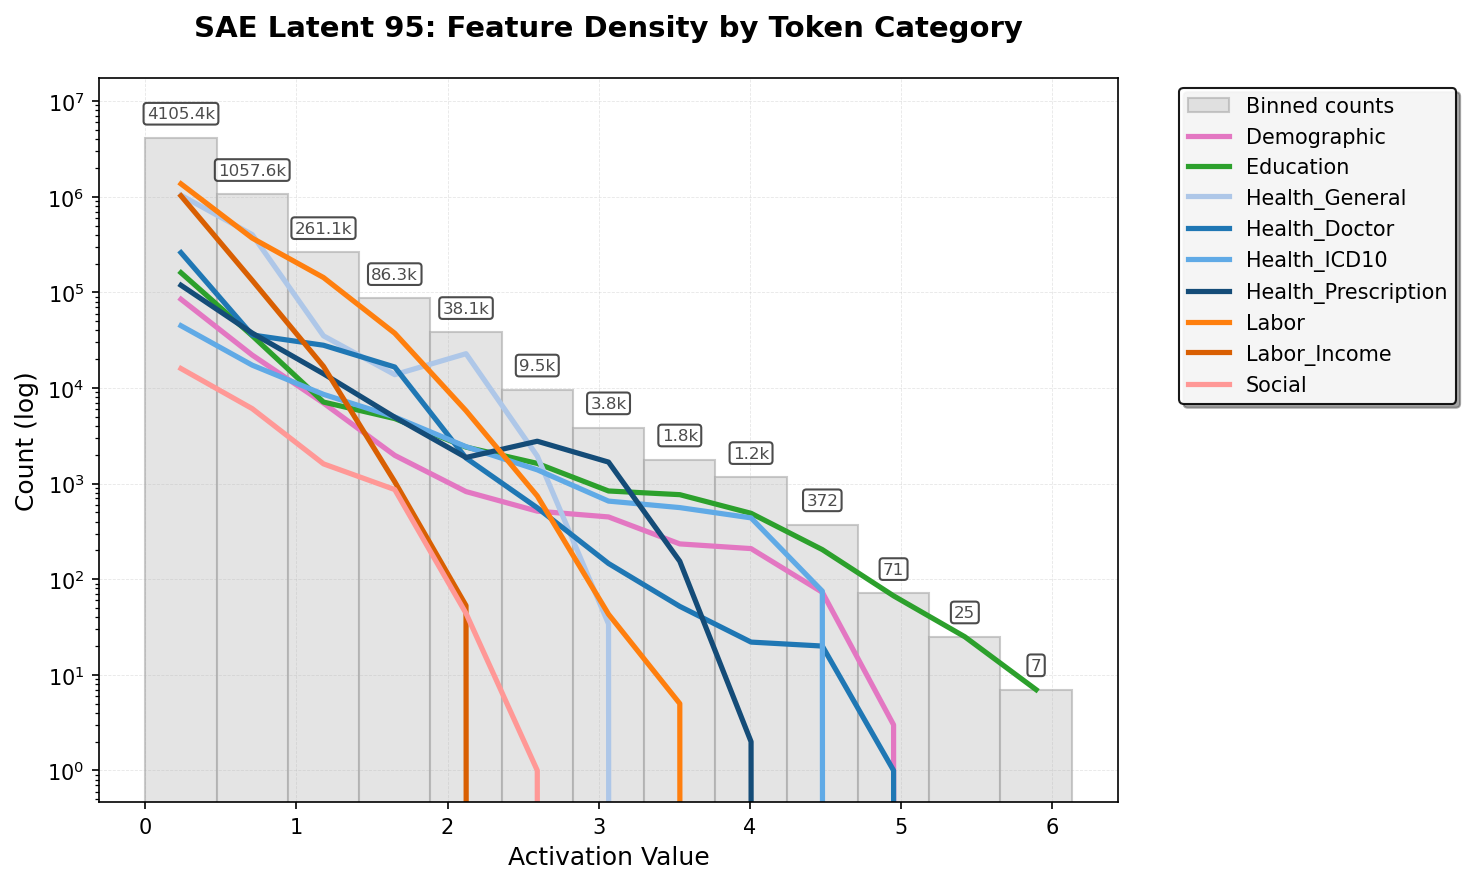 SAE Latent 95: Feature Density by Token Category
Count (log)
10⁷
10⁶
10⁵
10⁴
10³
10²
10¹
10⁰
4105.4k
1057.6k
261.1k
86.3k
38.1k
9.5k
3.8k
1.8k
1.2k
372
71
25
7
0 1 2 3 4 5 6
Activation Value
Binned counts
Demographic
Education
Health_General
Health_Doctor
Health_ICD10
Health_Prescription
Labor
Labor_Income
Social